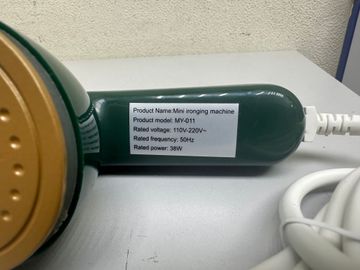 Product Name:Mini ironging machine
Product model: MY-011
Rated voltage: 110V-220V~
Rated frequency: 50Hz
Rated power: 38W